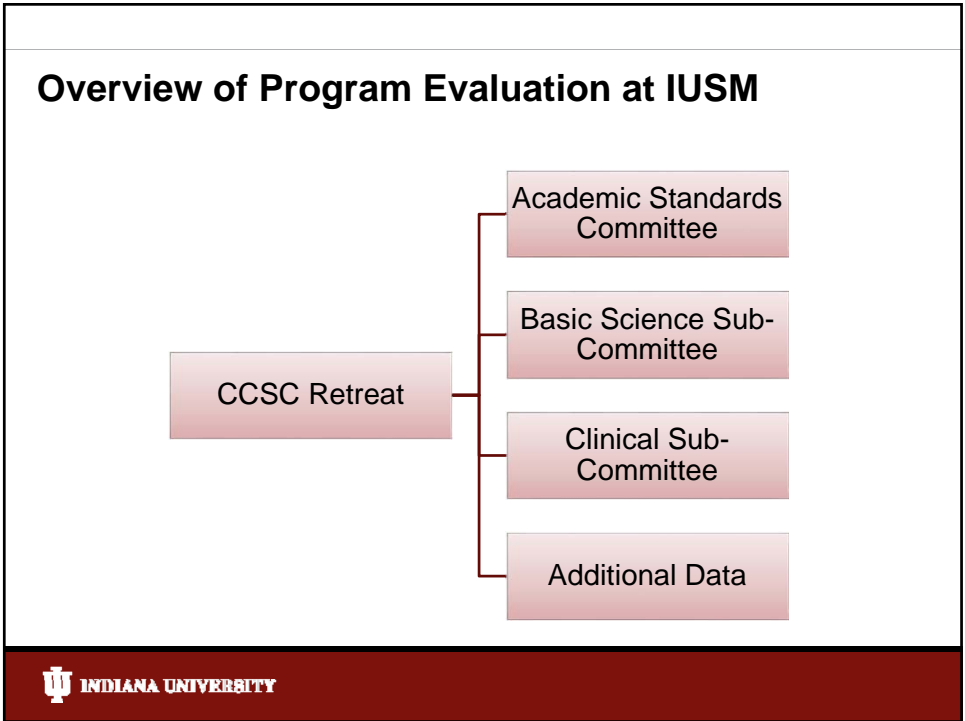 Overview of Program Evaluation at IUSM
Academic Standards
Committee
Basic Science Sub-
Committee
CCSC Retreat
Clinical Sub-
Committee
Additional Data
INDIANA UNIVERSITY